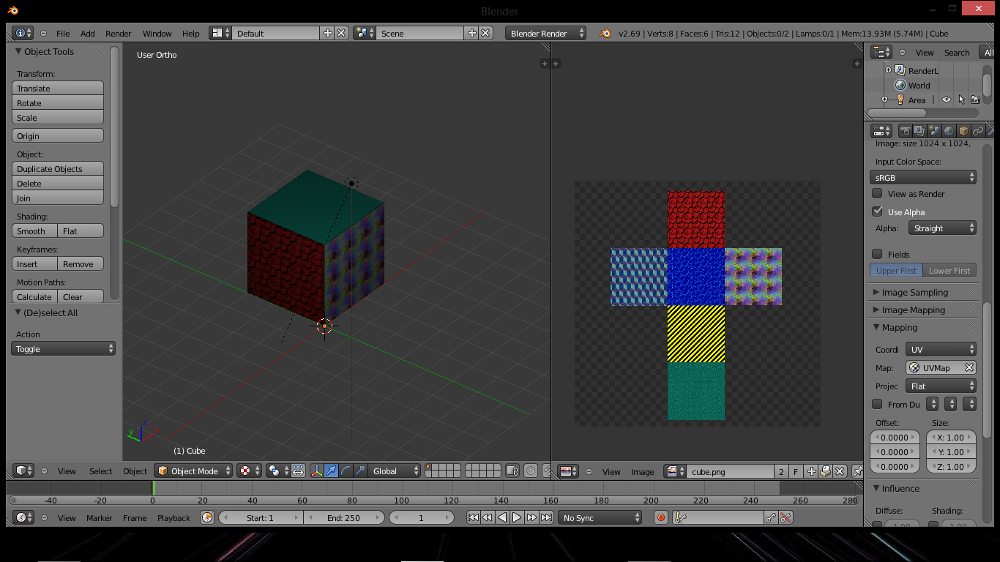 Blender
File Add Render Window Help Default Scene Blender Render v2.69 | Verts:8 | Faces:6 | Tris:12 | Objects:0/2 | Lamps:0/1 | Mem:13.93M (5.74M) | Cube
Object Tools
Transform:
Translate
Rotate
Scale
Origin
Object:
Duplicate Objects
Delete
Join
Shading:
Smooth Flat
Keyframes:
Insert Remove
Motion Paths:
Calculate Clear
(De)select All
Action
Toggle
User Ortho
z
y x
(1) Cube
View Search All
RenderL
World
Area
Image: size 1024 x 1024,
Input Color Space:
sRGB
View as Render
Use Alpha
Alpha: Straight
Fields
Upper First Lower First
Image Sampling
Image Mapping
Mapping
Coordi UV
Map: UVMap
Projec Flat
From Du
Offset: Size:
0.0000 X: 1.00
0.0000 Y: 1.00
0.0000 Z: 1.00
Influence
Diffuse: Shading:
1.00 1.00
View Select Object Object Mode Global
View Image cube.png 2 F
-40 -20 0 20 40 60 80 100 120 140 160 180 200 220 240 260 280
View Marker Frame Playback Start: 1 End: 250 1 No Sync